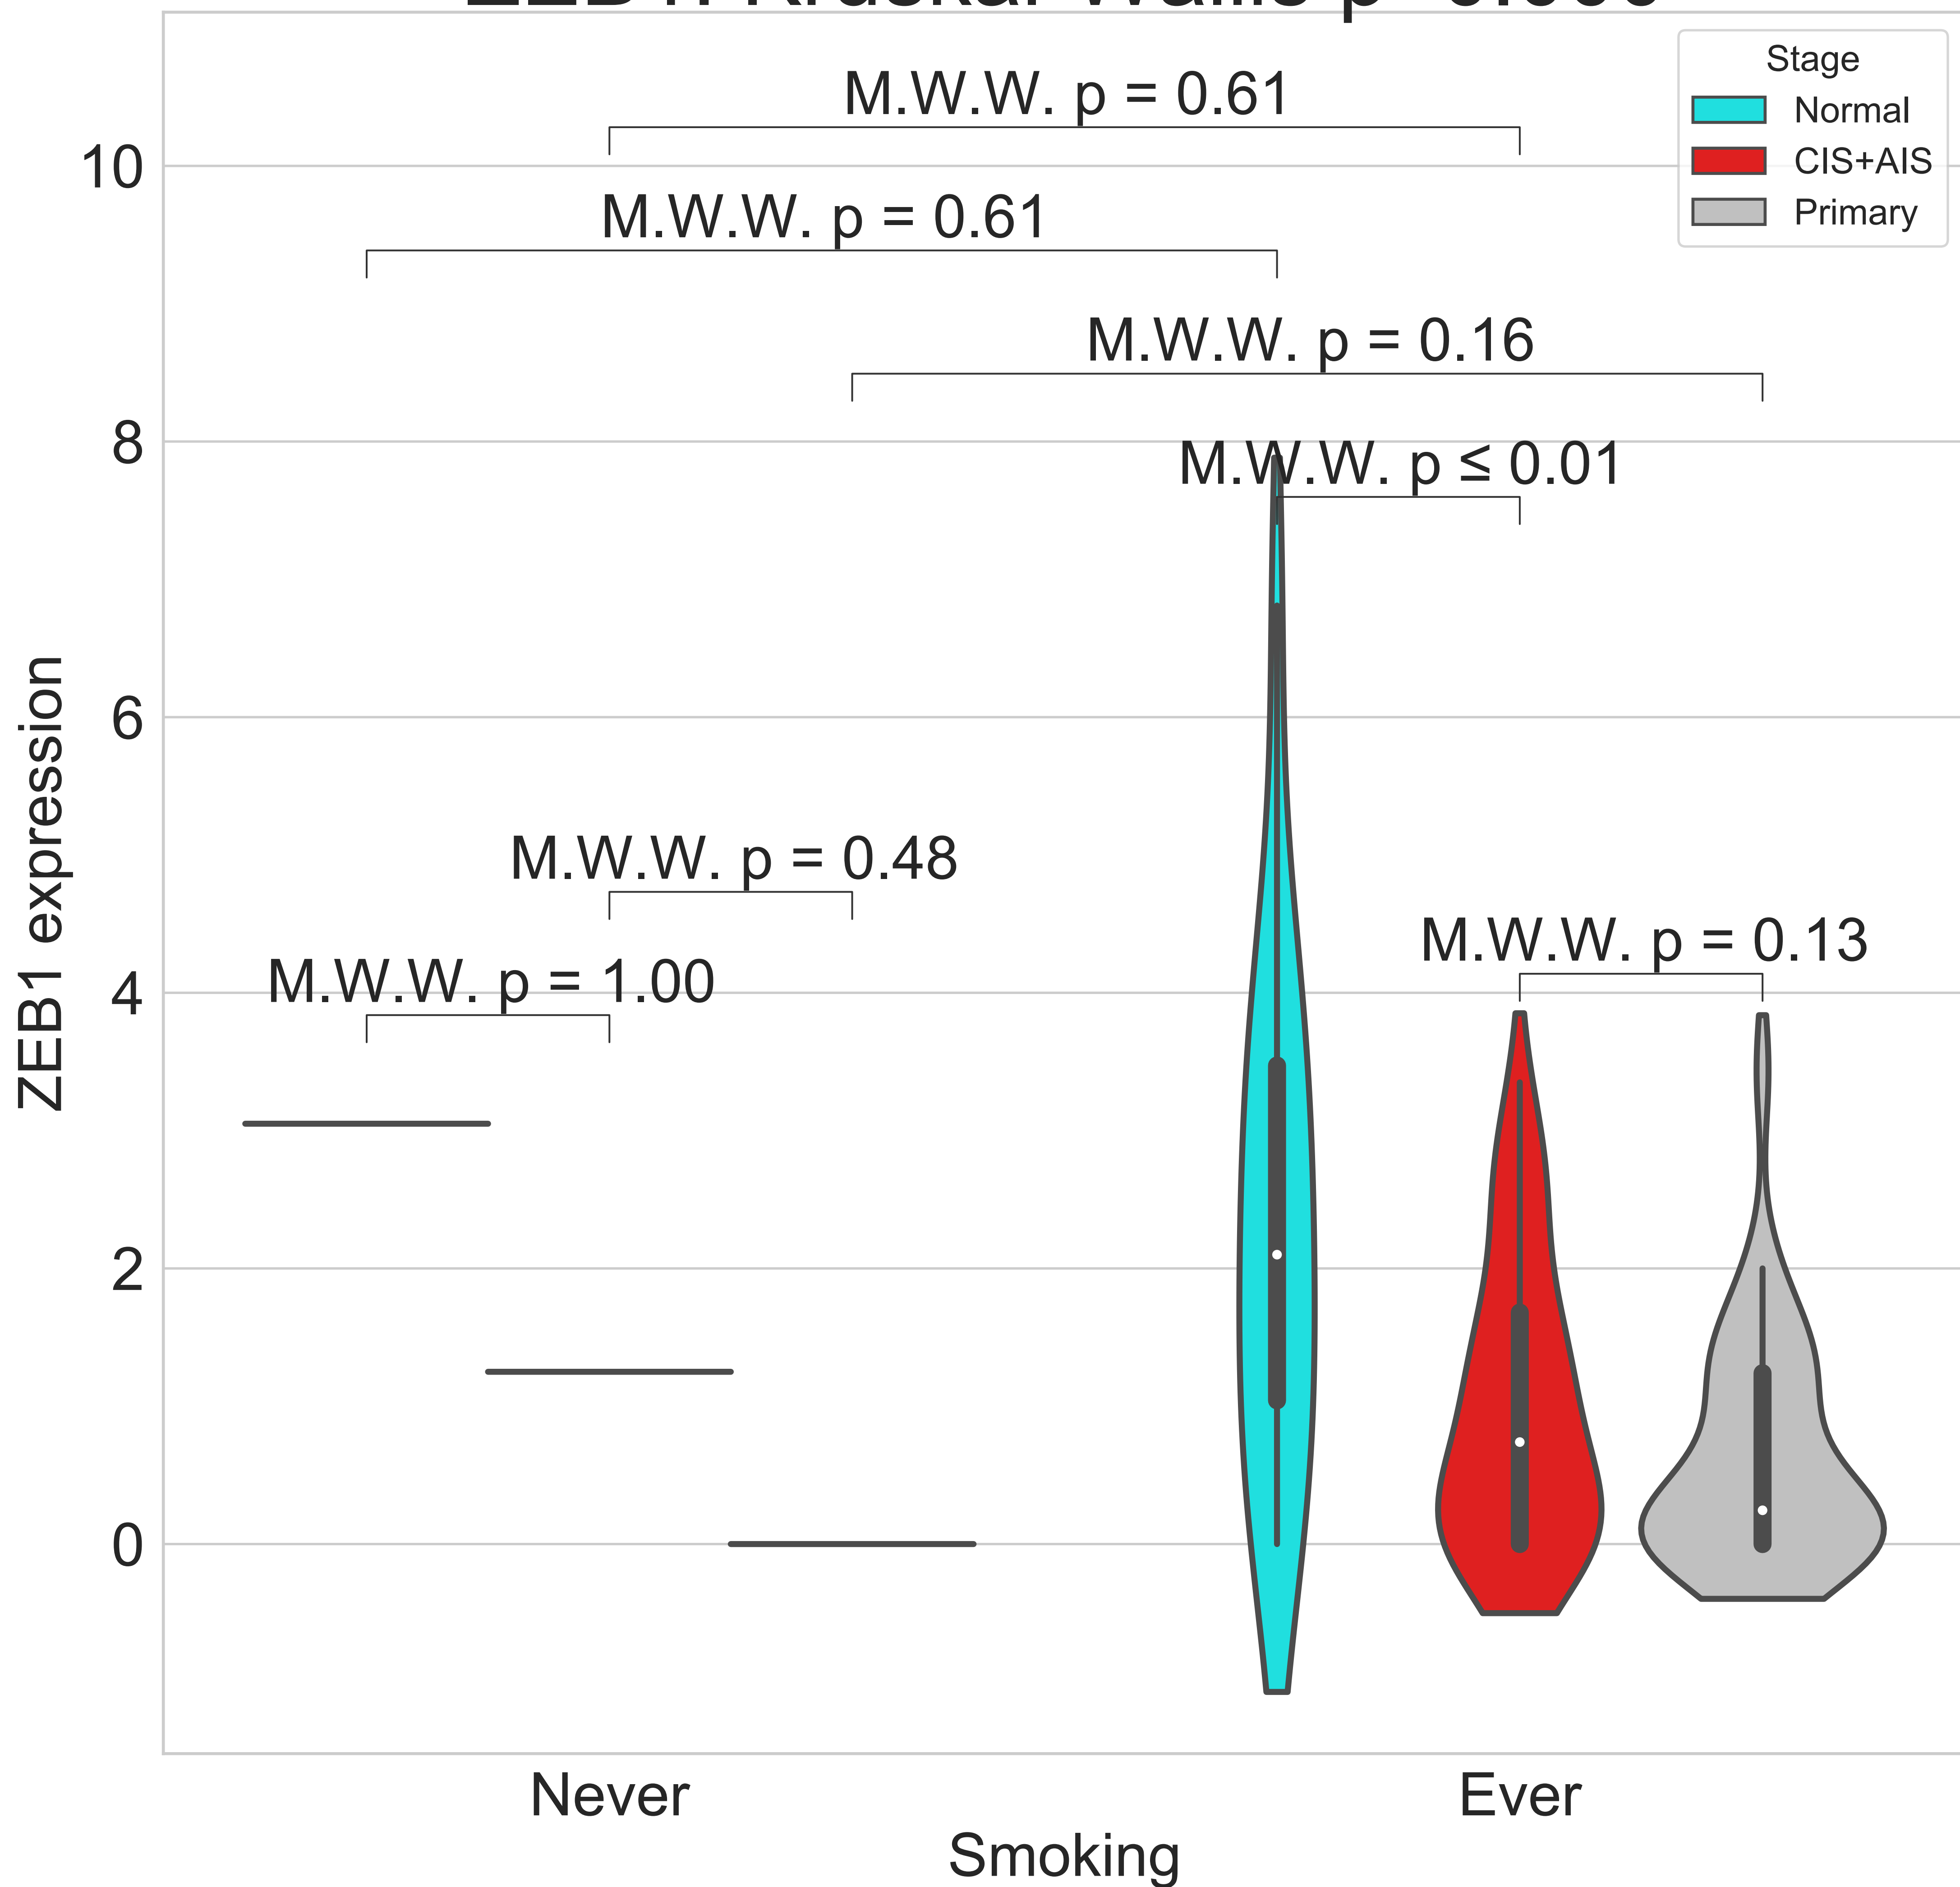 Stage
Normal
CIS+AIS
Primary
M.W.W. p = 0.61
M.W.W. p = 0.61
M.W.W. p = 0.16
M.W.W. p ≤ 0.01
M.W.W. p = 0.48
M.W.W. p = 0.13
M.W.W. p = 1.00
10
8
6
4
2
0
ZEB1 expression
Never
Ever
Smoking